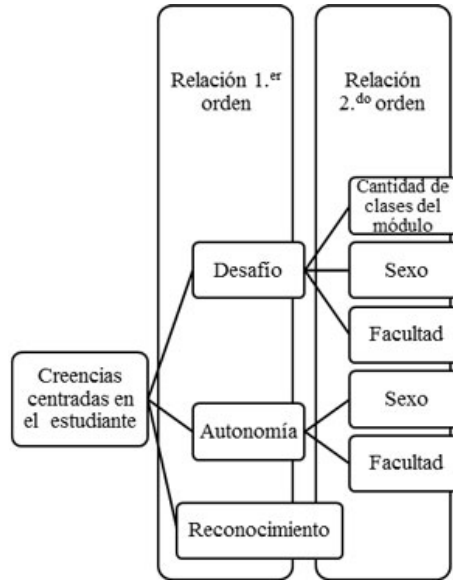 Relación 1.er
orden
Relación
2.do orden
Cantidad de
clases del
módulo
Desafío
Sexo
Facultad
Creencias
centradas en
el estudiante
Autonomía
Sexo
Facultad
Reconocimiento